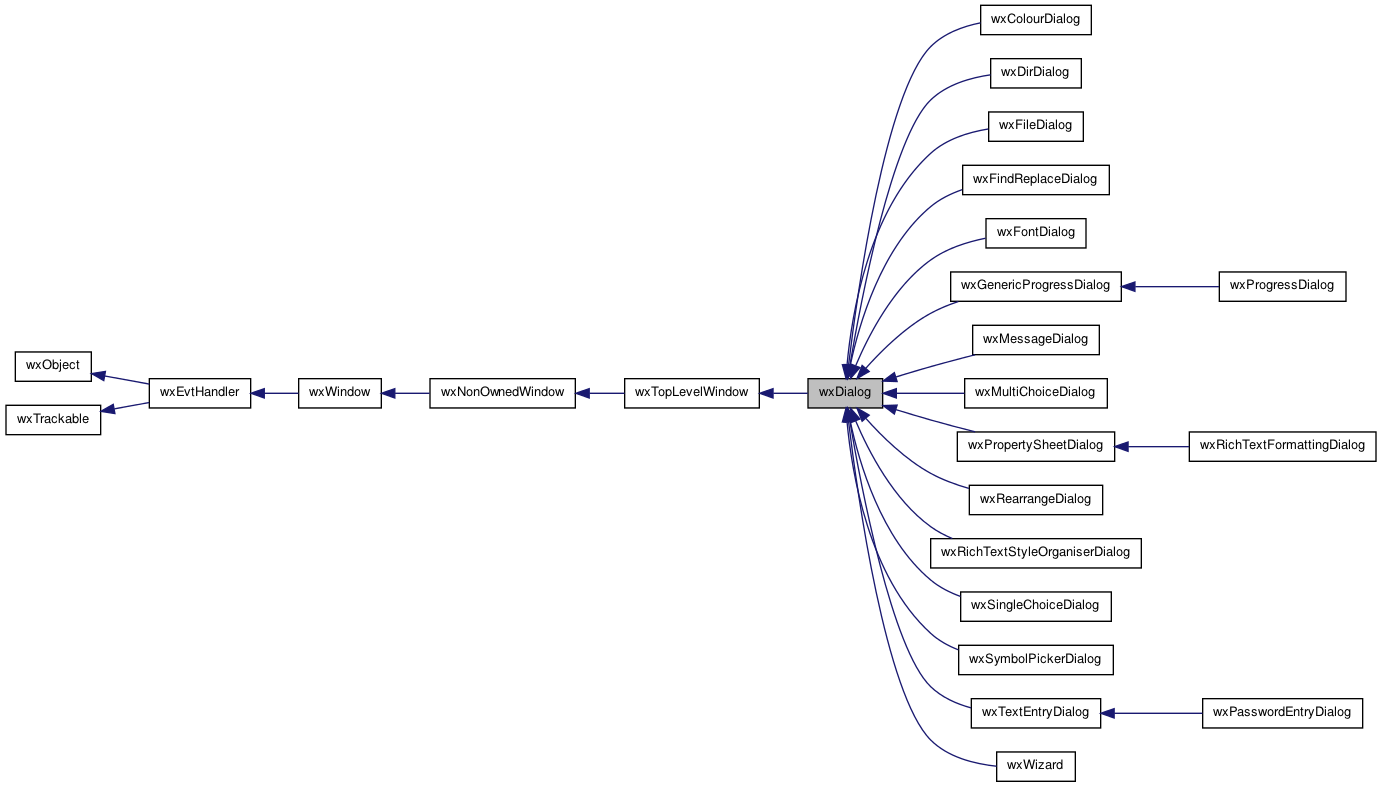 wxColourDialog
wxDirDialog
wxFileDialog
wxFindReplaceDialog
wxFontDialog
wxGenericProgressDialog
wxProgressDialog
wxMessageDialog
wxObject
wxEvtHandler
wxWindow
wxNonOwnedWindow
wxTopLevelWindow
wxDialog
wxMultiChoiceDialog
wxTrackable
wxPropertySheetDialog
wxRichTextFormattingDialog
wxRearrangeDialog
wxRichTextStyleOrganiserDialog
wxSingleChoiceDialog
wxSymbolPickerDialog
wxTextEntryDialog
wxPasswordEntryDialog
wxWizard